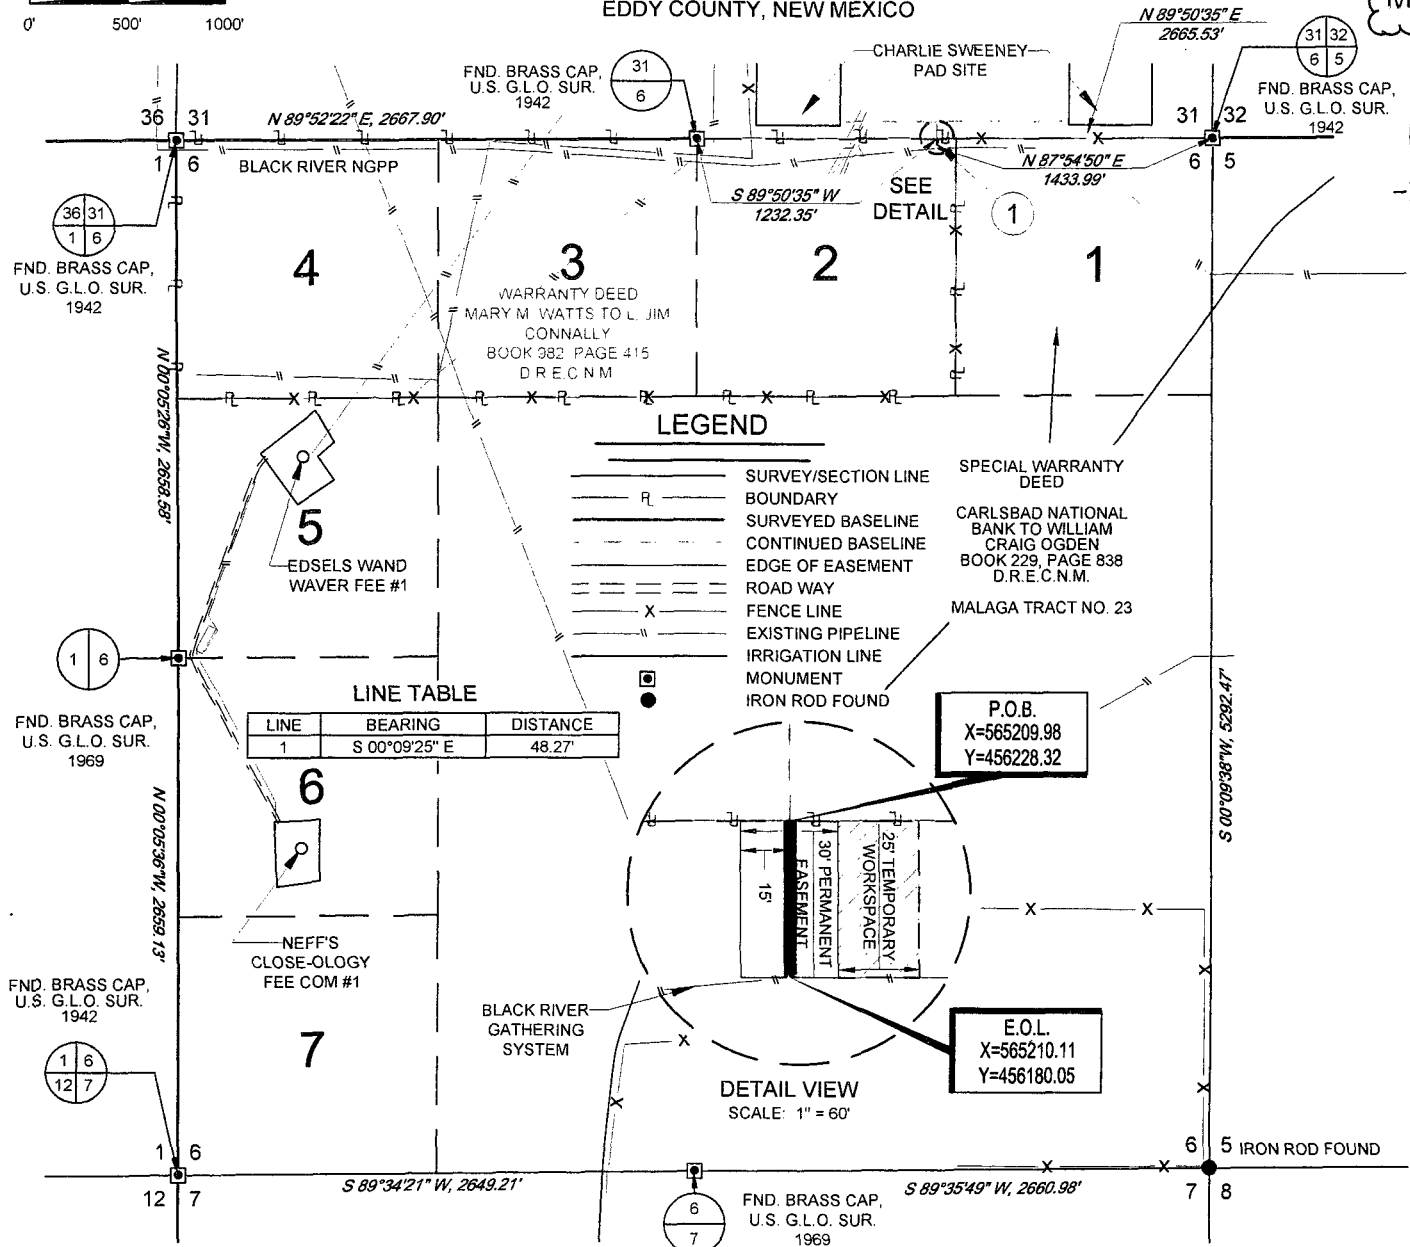 EDDY COUNTY, NEW MEXICO
0'
500'
1000'
N 89°50'35" E
2665.53'
31 32
6 5
FND. BRASS CAP,
U.S. G.L.O. SUR.
1942
CHARLIE SWEENEY
PAD SITE
FND. BRASS CAP,
U.S. G.L.O. SUR.
1942
31
6
36 31
N 89°52'22" E, 2667.90'
31 32
1 6
BLACK RIVER NGPP
6 5
N 87°54'50" E
1433.99'
S 89°50'35" W
1232.35'
SEE
DETAIL
1
36 31
1 6
FND. BRASS CAP,
U.S. G.L.O. SUR.
1942
4
3
2
1
WARRANTY DEED
MARY M. WATTS TO L. JIM
CONNALLY
BOOK 982 PAGE 415
D.R.E.C.N.M.
N 00°05'26"W, 2658.58'
LEGEND
SURVEY/SECTION LINE
BOUNDARY
SURVEYED BASELINE
CONTINUED BASELINE
EDGE OF EASEMENT
ROAD WAY
FENCE LINE
EXISTING PIPELINE
IRRIGATION LINE
MONUMENT
IRON ROD FOUND
SPECIAL WARRANTY
DEED
CARLSBAD NATIONAL
BANK TO WILLIAM
CRAIG OGDEN
BOOK 229, PAGE 838
D.R.E.C.N.M.
MALAGA TRACT NO. 23
5
EDSELS WAND
WAVER FEE #1
1 6
FND. BRASS CAP,
U.S. G.L.O. SUR.
1969
LINE TABLE
LINE BEARING DISTANCE
1 S 00°09'25" E 48.27'
S 00°09'38"W, 5292.47'
P.O.B.
X=565209.98
Y=456228.32
6
N 00°05'36"W, 2659.13'
15'
30' PERMANENT
EASEMENT
25' TEMPORARY
WORKSPACE
NEFF'S
CLOSE-OLOGY
FEE COM #1
FND. BRASS CAP,
U.S. G.L.O. SUR.
1942
1 6
12 7
7
BLACK RIVER
GATHERING
SYSTEM
E.O.L.
X=565210.11
Y=456180.05
DETAIL VIEW
SCALE: 1" = 60'
1 6
12 7
S 89°34'21" W, 2649.21'
S 89°35'49" W, 2660.98'
6 5
7 8
IRON ROD FOUND
6
7
FND. BRASS CAP,
U.S. G.L.O. SUR.
1969